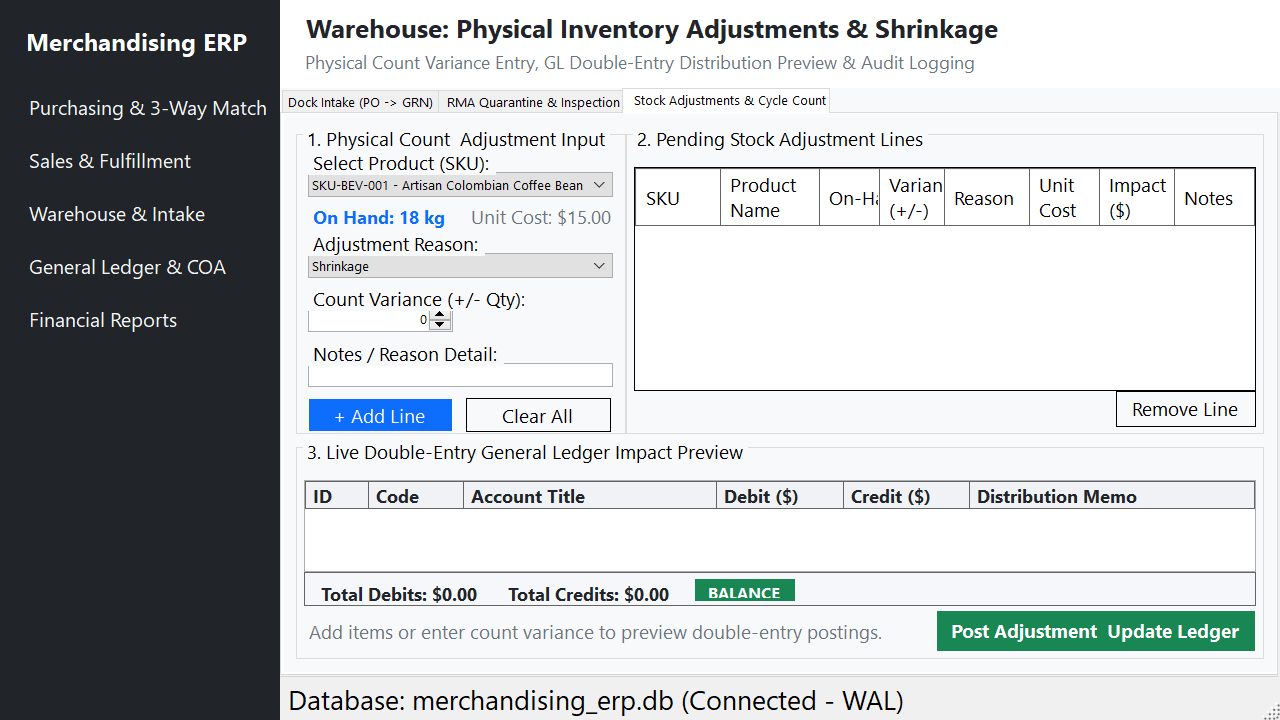 Merchandising ERP
Purchasing & 3-Way Match
Sales & Fulfillment
Warehouse & Intake
General Ledger & COA
Financial Reports
Warehouse: Physical Inventory Adjustments & Shrinkage
Physical Count Variance Entry, GL Double-Entry Distribution Preview & Audit Logging
Dock Intake (PO -> GRN)
RMA Quarantine & Inspection
Stock Adjustments & Cycle Count
1. Physical Count  Adjustment Input
Select Product (SKU):
SKU-BEV-001 - Artisan Colombian Coffee Bean
On Hand: 18 kg
Unit Cost: $15.00
Adjustment Reason:
Shrinkage
Count Variance (+/- Qty):
0
Notes / Reason Detail:
+ Add Line
Clear All
2. Pending Stock Adjustment Lines
SKU
Product
Name
On-Ha
Varian
(+/-)
Reason
Unit
Cost
Impact
($)
Notes
Remove Line
3. Live Double-Entry General Ledger Impact Preview
ID
Code
Account Title
Debit ($)
Credit ($)
Distribution Memo
Total Debits: $0.00
Total Credits: $0.00
BALANCE
Add items or enter count variance to preview double-entry postings.
Post Adjustment  Update Ledger
Database: merchandising_erp.db (Connected - WAL)